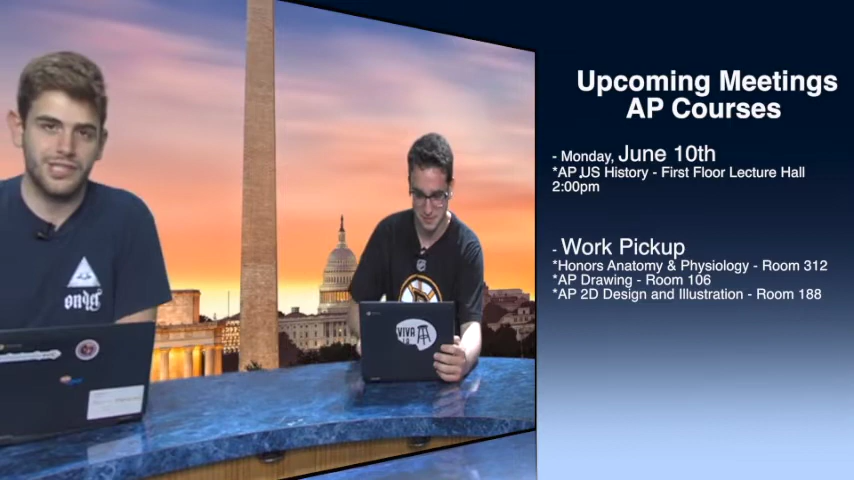 Upcoming Meetings
AP Courses
- Monday, June 10th
*AP US History - First Floor Lecture Hall
2:00pm
- Work Pickup
*Honors Anatomy & Physiology - Room 312
*AP Drawing - Room 106
*AP 2D Design and Illustration - Room 188
VIVA
LA